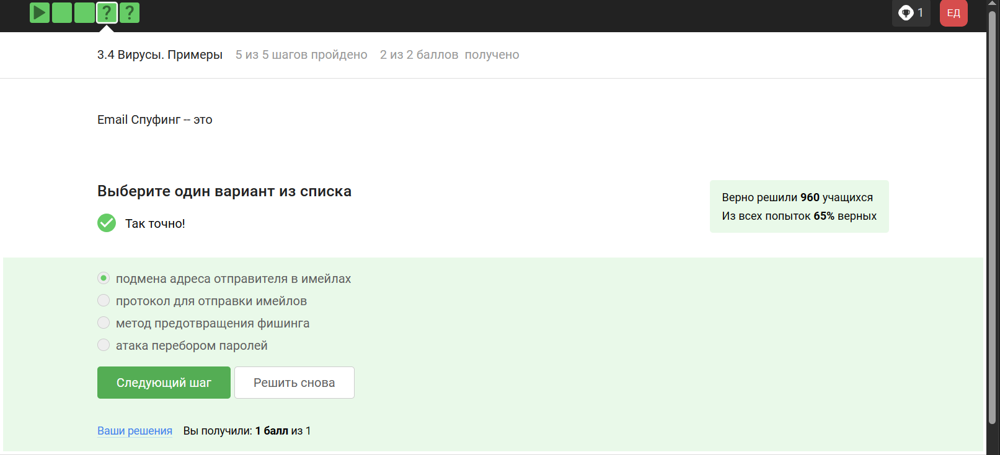 ? ?
1
ЕД
3.4 Вирусы. Примеры 5 из 5 шагов пройдено 2 из 2 баллов получено
Email Спуфинг -- это
Выберите один вариант из списка
Так точно!
Верно решили 960 учащихся
Из всех попыток 65% верных
подмена адреса отправителя в имейлах
протокол для отправки имейлов
метод предотвращения фишинга
атака перебором паролей
Следующий шаг Решить снова
Ваши решения Вы получили: 1 балл из 1